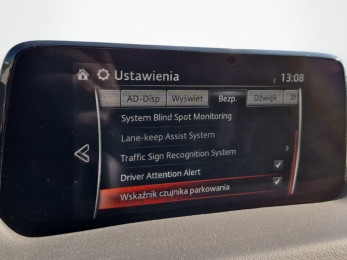 Ustawienia 13:08
AD-Disp Wyświet Bezp. Dźwięk
System Blind Spot Monitoring
Lane-keep Assist System
Traffic Sign Recognition System
Driver Attention Alert
Wskaźnik czujnika parkowania